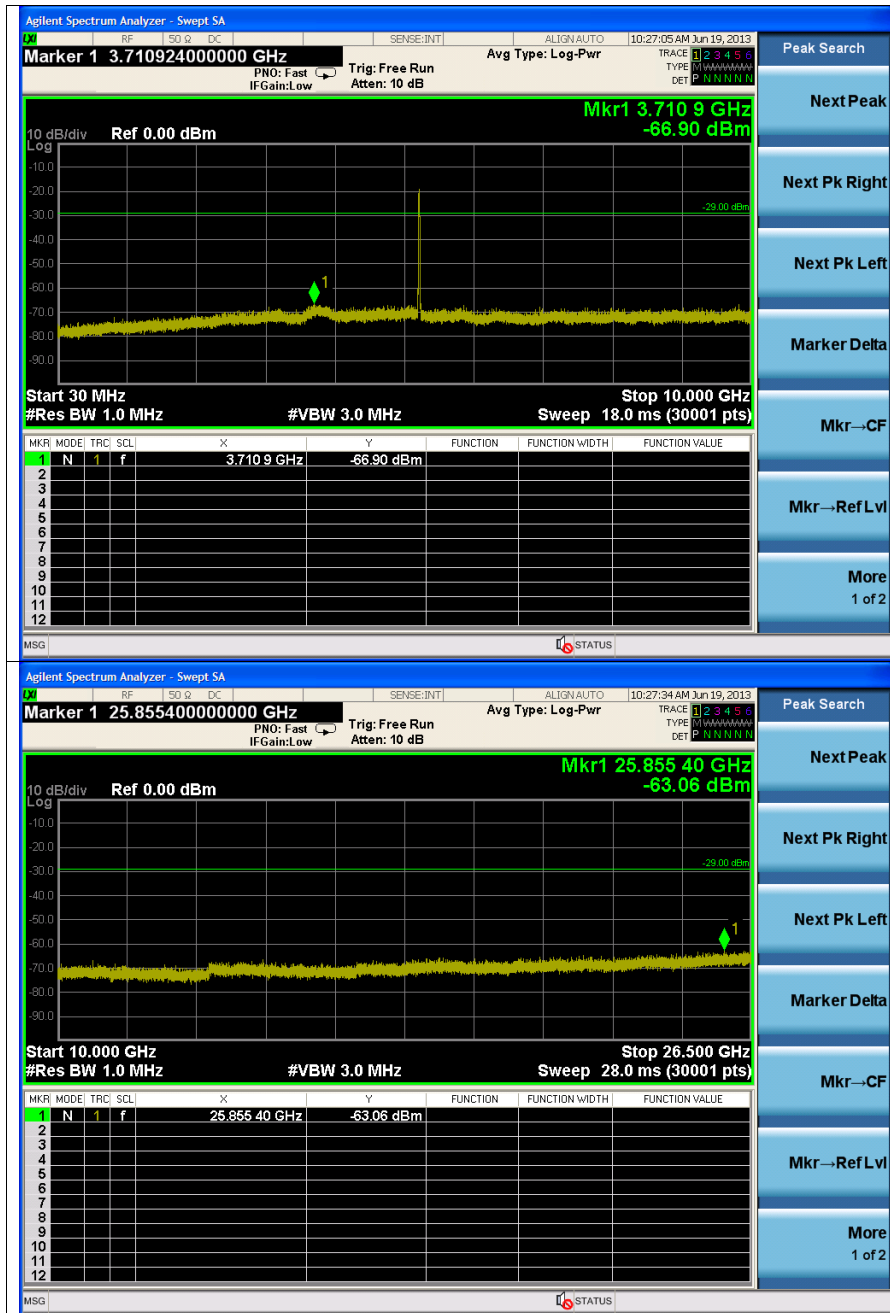 Agilent Spectrum Analyzer - Swept SA
LXI RF 50 Ω DC SENSE:INT ALIGN AUTO 10:27:05 AM Jun 19, 2013
Marker 1 3.710924000000 GHz
PNO: Fast
IFGain:Low
Trig: Free Run
Atten: 10 dB
Avg Type: Log-Pwr
TRACE 1 2 3 4 5 6
TYPE M WWWWW
DET P N N N N N
Peak Search
Mkr1 3.710 9 GHz
-66.90 dBm
10 dB/div Ref 0.00 dBm
Log
-10.0
-20.0
-30.0
-40.0
-50.0
-60.0
-70.0
-80.0
-90.0
-29.00 dBm
1
Start 30 MHz Stop 10.000 GHz
#Res BW 1.0 MHz #VBW 3.0 MHz Sweep 18.0 ms (30001 pts)
MKR MODE TRC SCL X Y FUNCTION FUNCTION WIDTH FUNCTION VALUE
1 N 1 f 3.710 9 GHz -66.90 dBm
2
3
4
5
6
7
8
9
10
11
12
MSG STATUS
Next Peak
Next Pk Right
Next Pk Left
Marker Delta
Mkr→CF
Mkr→Ref Lvl
More
1 of 2
Agilent Spectrum Analyzer - Swept SA
LXI RF 50 Ω DC SENSE:INT ALIGN AUTO 10:27:34 AM Jun 19, 2013
Marker 1 25.855400000000 GHz
PNO: Fast
IFGain:Low
Trig: Free Run
Atten: 10 dB
Avg Type: Log-Pwr
TRACE 1 2 3 4 5 6
TYPE M WWWWW
DET P N N N N N
Peak Search
Mkr1 25.855 40 GHz
-63.06 dBm
10 dB/div Ref 0.00 dBm
Log
-10.0
-20.0
-30.0
-40.0
-50.0
-60.0
-70.0
-80.0
-90.0
-29.00 dBm
1
Start 10.000 GHz Stop 26.500 GHz
#Res BW 1.0 MHz #VBW 3.0 MHz Sweep 28.0 ms (30001 pts)
MKR MODE TRC SCL X Y FUNCTION FUNCTION WIDTH FUNCTION VALUE
1 N 1 f 25.855 40 GHz -63.06 dBm
2
3
4
5
6
7
8
9
10
11
12
MSG STATUS
Next Peak
Next Pk Right
Next Pk Left
Marker Delta
Mkr→CF
Mkr→Ref Lvl
More
1 of 2